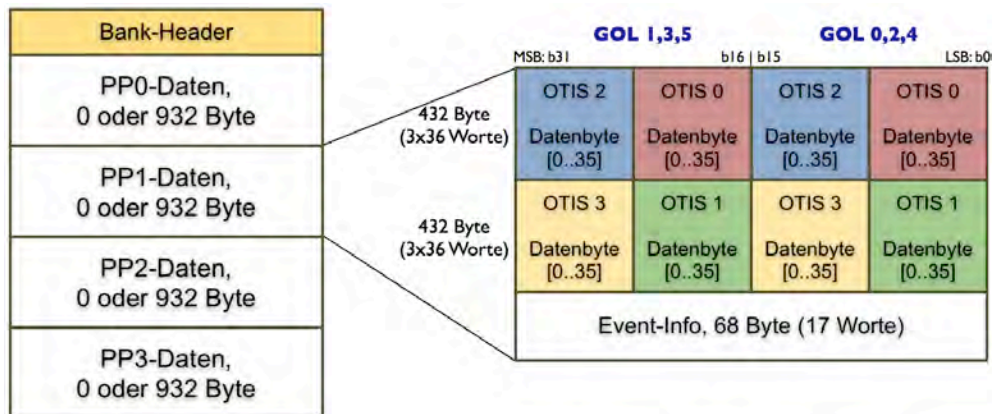 Bank-Header
PP0-Daten,
0 oder 932 Byte
PP1-Daten,
0 oder 932 Byte
PP2-Daten,
0 oder 932 Byte
PP3-Daten,
0 oder 932 Byte
GOL 1,3,5
GOL 0,2,4
MSB: b31
b16 | b15
LSB: b0
432 Byte
(3x36 Worte)
OTIS 2
Datenbyte
[0..35]
OTIS 0
Datenbyte
[0..35]
OTIS 2
Datenbyte
[0..35]
OTIS 0
Datenbyte
[0..35]
432 Byte
(3x36 Worte)
OTIS 3
Datenbyte
[0..35]
OTIS 1
Datenbyte
[0..35]
OTIS 3
Datenbyte
[0..35]
OTIS 1
Datenbyte
[0..35]
Event-Info, 68 Byte (17 Worte)